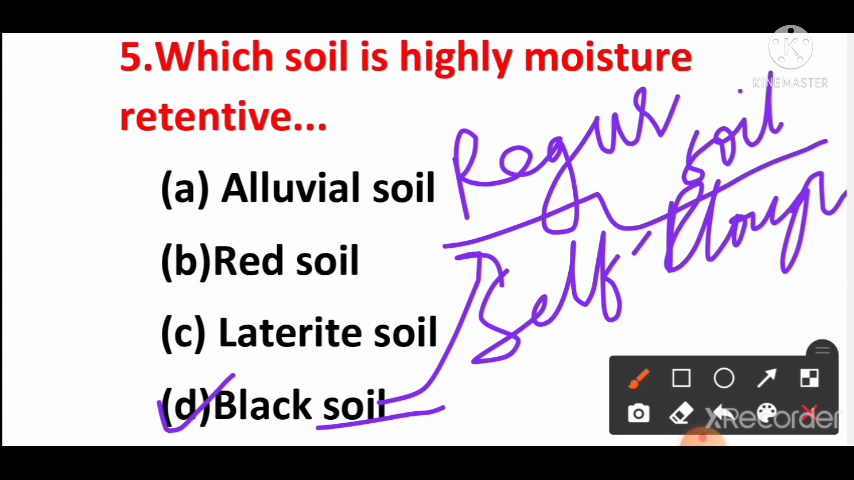 5.Which soil is highly moisture
retentive...
(a) Alluvial soil
(b)Red soil
(c) Laterite soil
(d)Black soil
Regur soil
Self-
KINEMASTER
XRecorder